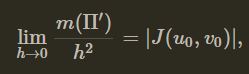 lim_{h→0} m(Π′)/h² = |J(u₀, v₀)|,